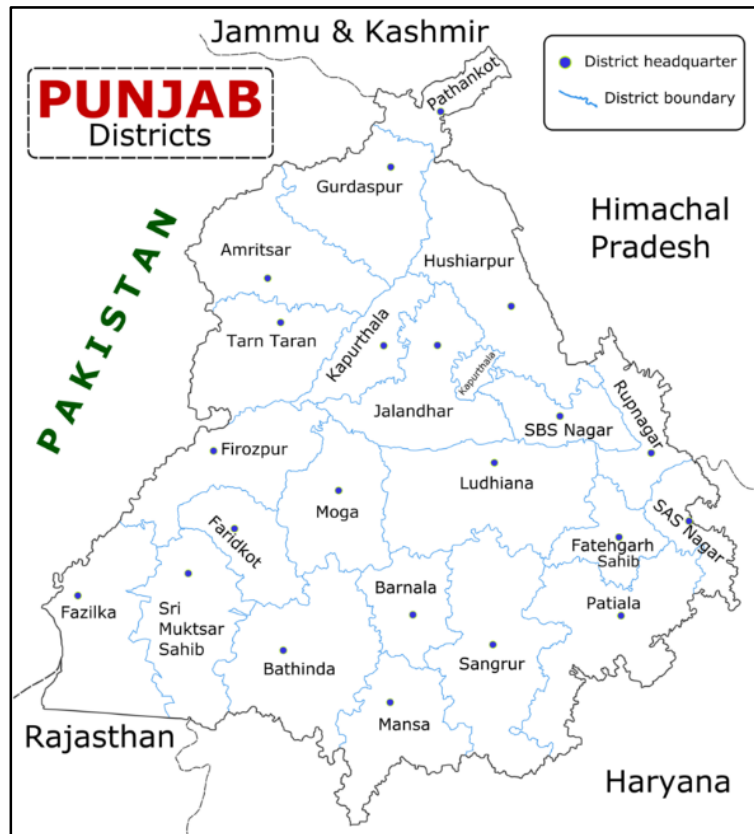 Jammu & Kashmir
PUNJAB
Districts
District headquarter
District boundary
Pathankot
Gurdaspur
Himachal
Pradesh
PAKISTAN
Amritsar
Hushiarpur
Tarn Taran
Kapurthala
Kapurthala
Jalandhar
Rupnagar
SBS Nagar
Firozpur
Ludhiana
Moga
Faridkot
SAS Nagar
Fatehgarh
Sahib
Fazilka
Sri
Muktsar
Sahib
Barnala
Patiala
Bathinda
Sangrur
Mansa
Rajasthan
Haryana